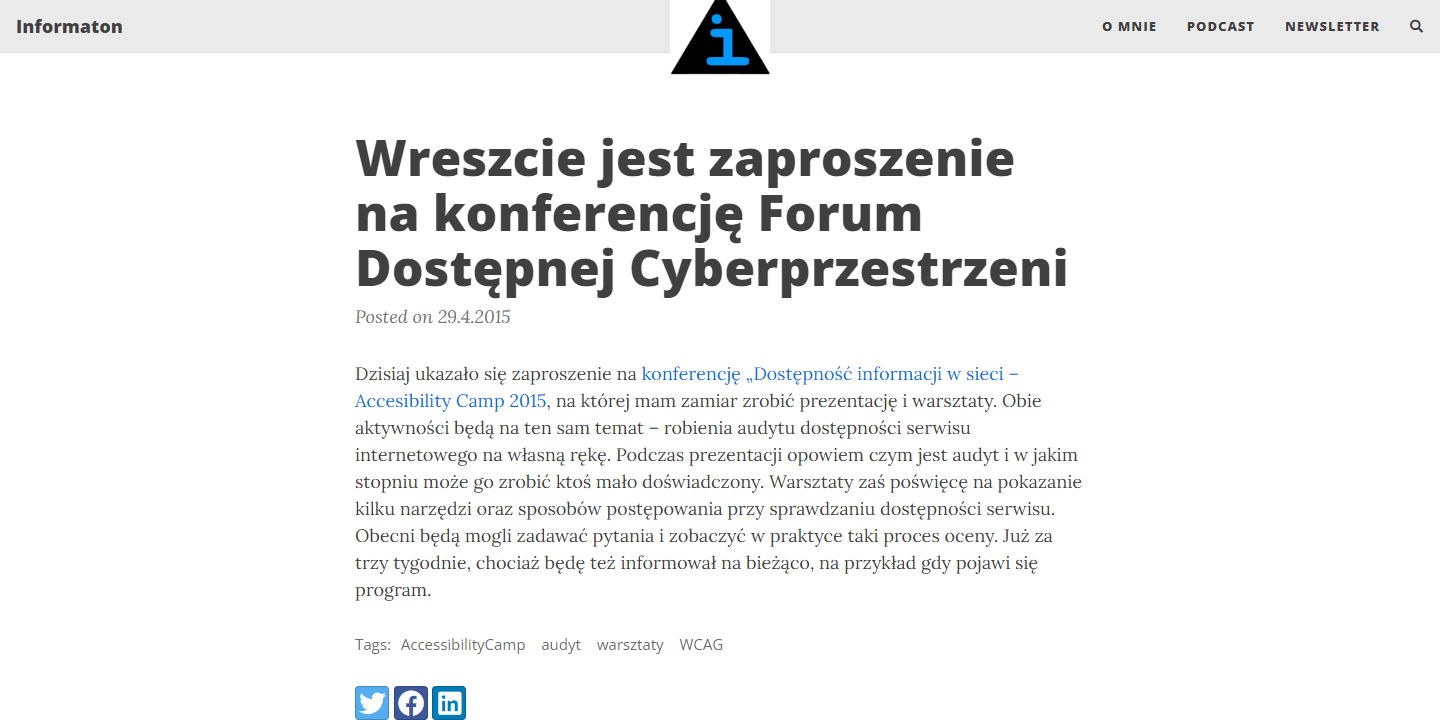 Informaton
i
O MNIE PODCAST NEWSLETTER
Wreszcie jest zaproszenie
na konferencję Forum
Dostępnej Cyberprzestrzeni
Posted on 29.4.2015
Dzisiaj ukazało się zaproszenie na konferencję „Dostępność informacji w sieci –
Accesibility Camp 2015, na której mam zamiar zrobić prezentację i warsztaty. Obie
aktywności będą na ten sam temat – robienia audytu dostępności serwisu
internetowego na własną rękę. Podczas prezentacji opowiem czym jest audyt i w jakim
stopniu może go zrobić ktoś mało doświadczony. Warsztaty zaś poświęcę na pokazanie
kilku narzędzi oraz sposobów postępowania przy sprawdzaniu dostępności serwisu.
Obecni będą mogli zadawać pytania i zobaczyć w praktyce taki proces oceny. Już za
trzy tygodnie, chociaż będę też informował na bieżąco, na przykład gdy pojawi się
program.
Tags: AccessibilityCamp audyt warsztaty WCAG